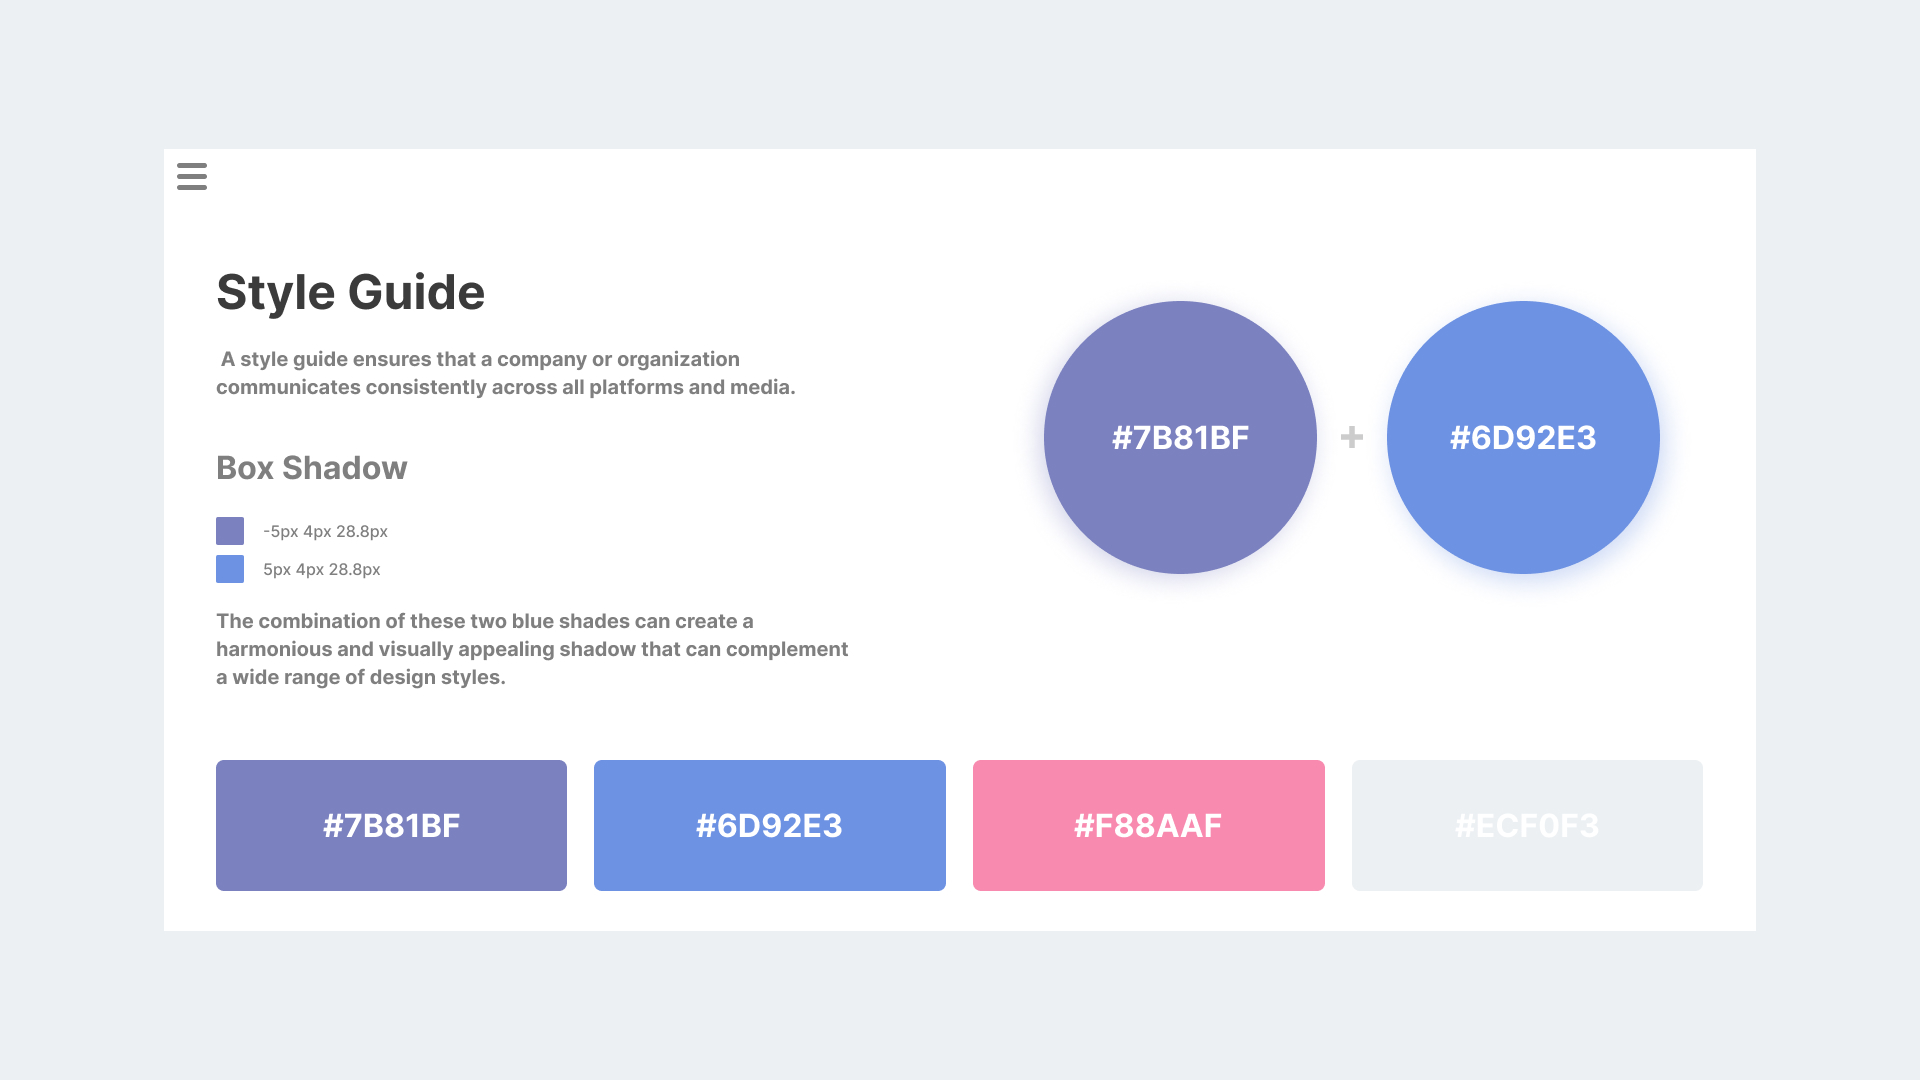 Style Guide
A style guide ensures that a company or organization
communicates consistently across all platforms and media.
Box Shadow
-5px 4px 28.8px
5px 4px 28.8px
The combination of these two blue shades can create a
harmonious and visually appealing shadow that can complement
a wide range of design styles.
#7B81BF
+
#6D92E3
#7B81BF
#6D92E3
#F88AAF
#ECF0F3